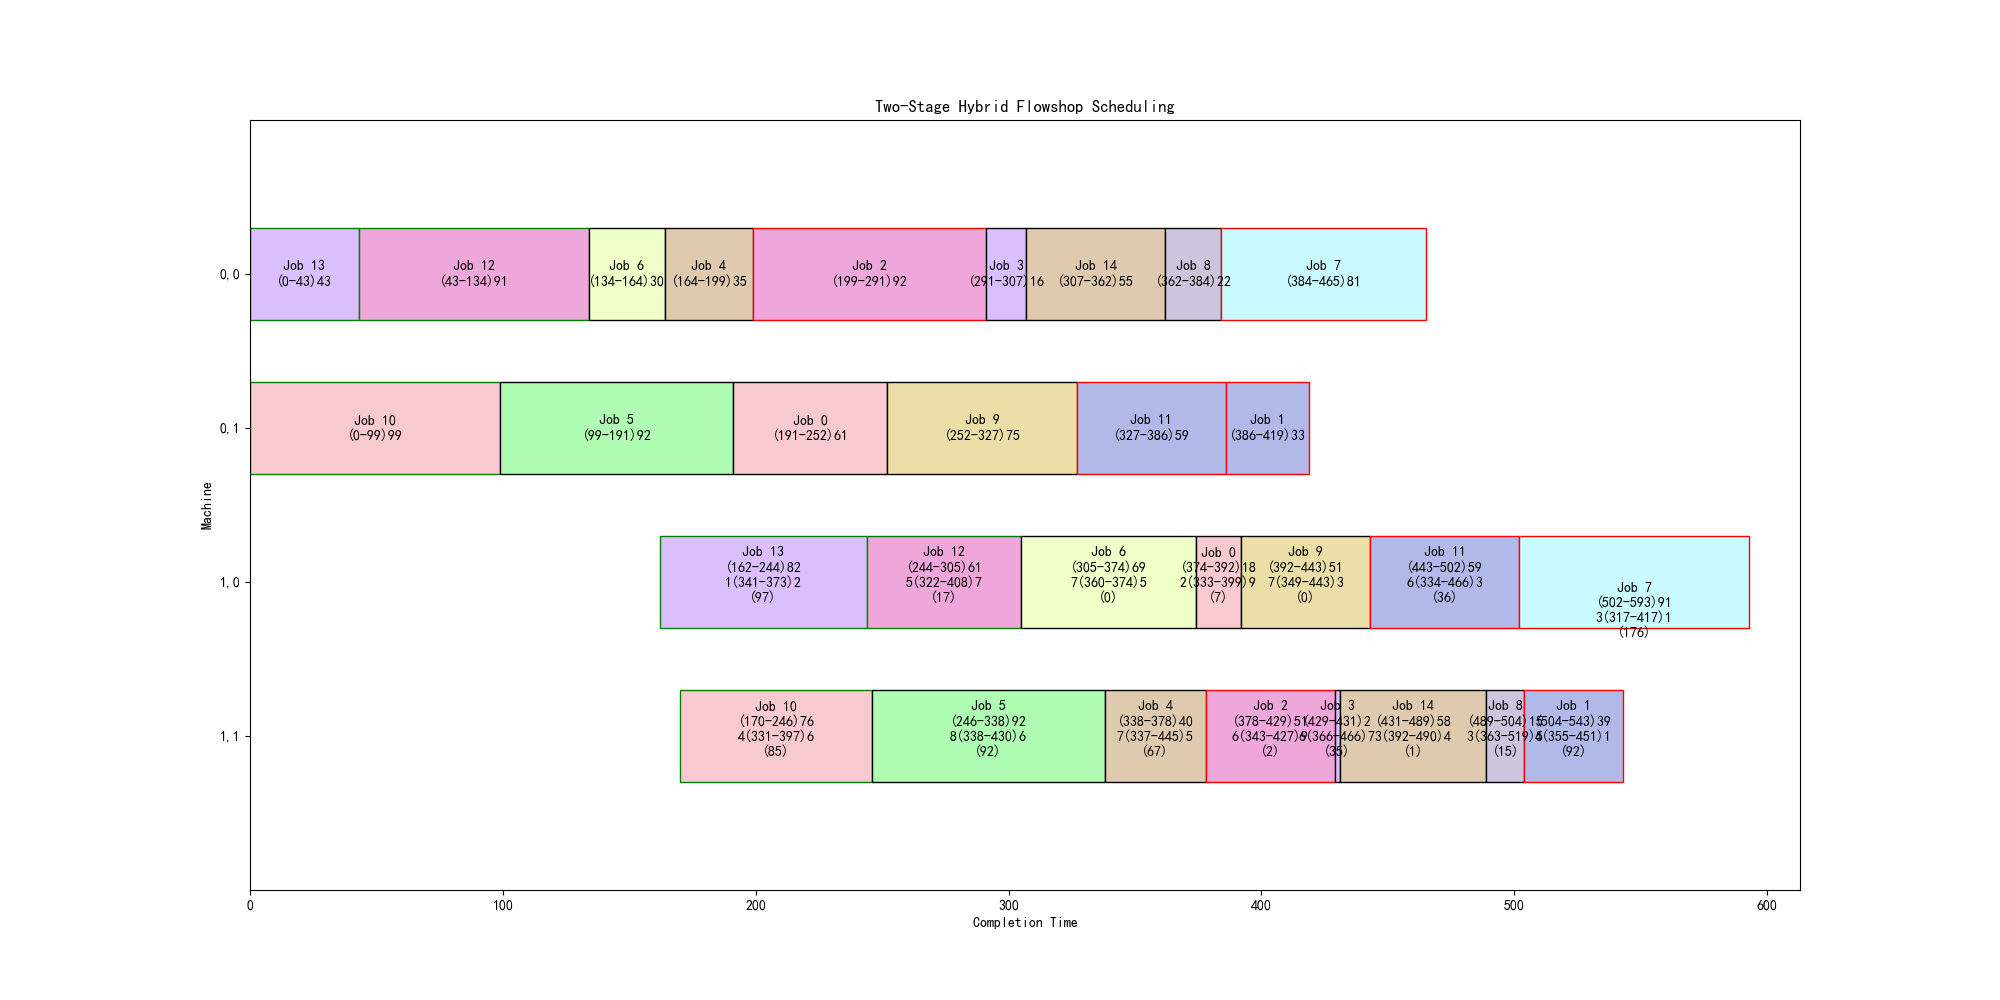 Two-Stage Hybrid Flowshop Scheduling
0,0
Job 13
(0-43)43
Job 12
(43-134)91
Job 6
(134-164)30
Job 4
(164-199)35
Job 2
(199-291)92
Job 3
(291-307)16
Job 14
(307-362)55
Job 8
(362-384)22
Job 7
(384-465)81
0,1
Job 10
(0-99)99
Job 5
(99-191)92
Job 0
(191-252)61
Job 9
(252-327)75
Job 11
(327-386)59
Job 1
(386-419)33
Machine
1,0
Job 13
(162-244)82
1(341-373)2
(97)
Job 12
(244-305)61
5(322-408)7
(17)
Job 6
(305-374)69
7(360-374)5
(0)
Job 0
(374-392)18
2(333-399)9
(7)
Job 9
(392-443)51
7(349-443)3
(0)
Job 11
(443-502)59
6(334-466)3
(36)
Job 7
(502-593)91
3(317-417)1
(176)
1,1
Job 10
(170-246)76
4(331-397)6
(85)
Job 5
(246-338)92
8(338-430)6
(92)
Job 4
(338-378)40
7(337-445)5
(67)
Job 2
(378-429)51
6(343-427)6
(2)
Job 3
(429-431)2
9(366-466)7
(35)
Job 14
(431-489)58
3(392-490)4
(1)
Job 8
(489-504)15
3(363-519)4
(15)
Job 1
(504-543)39
(355-451)1
(92)
0
100
200
300
400
500
600
Completion Time